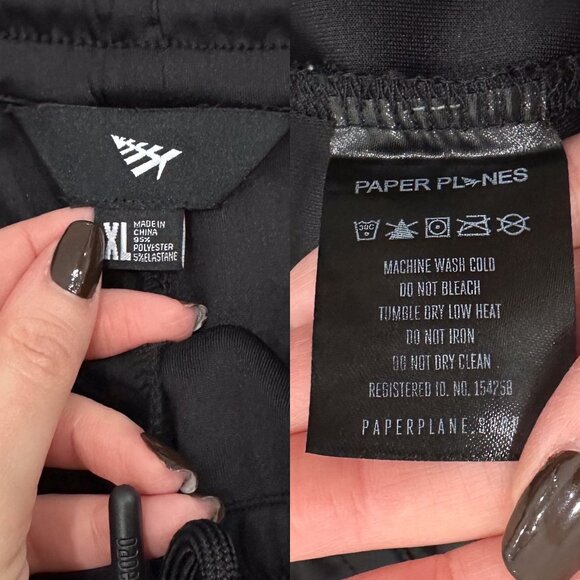 XL
MADE IN
CHINA
95%
POLYESTER
5% ELASTANE
PAPER PLANES
30C
MACHINE WASH COLD
DO NOT BLEACH
TUMBLE DRY LOW HEAT
DO NOT IRON
DO NOT DRY CLEAN
REGISTERED ID. NO. 154258